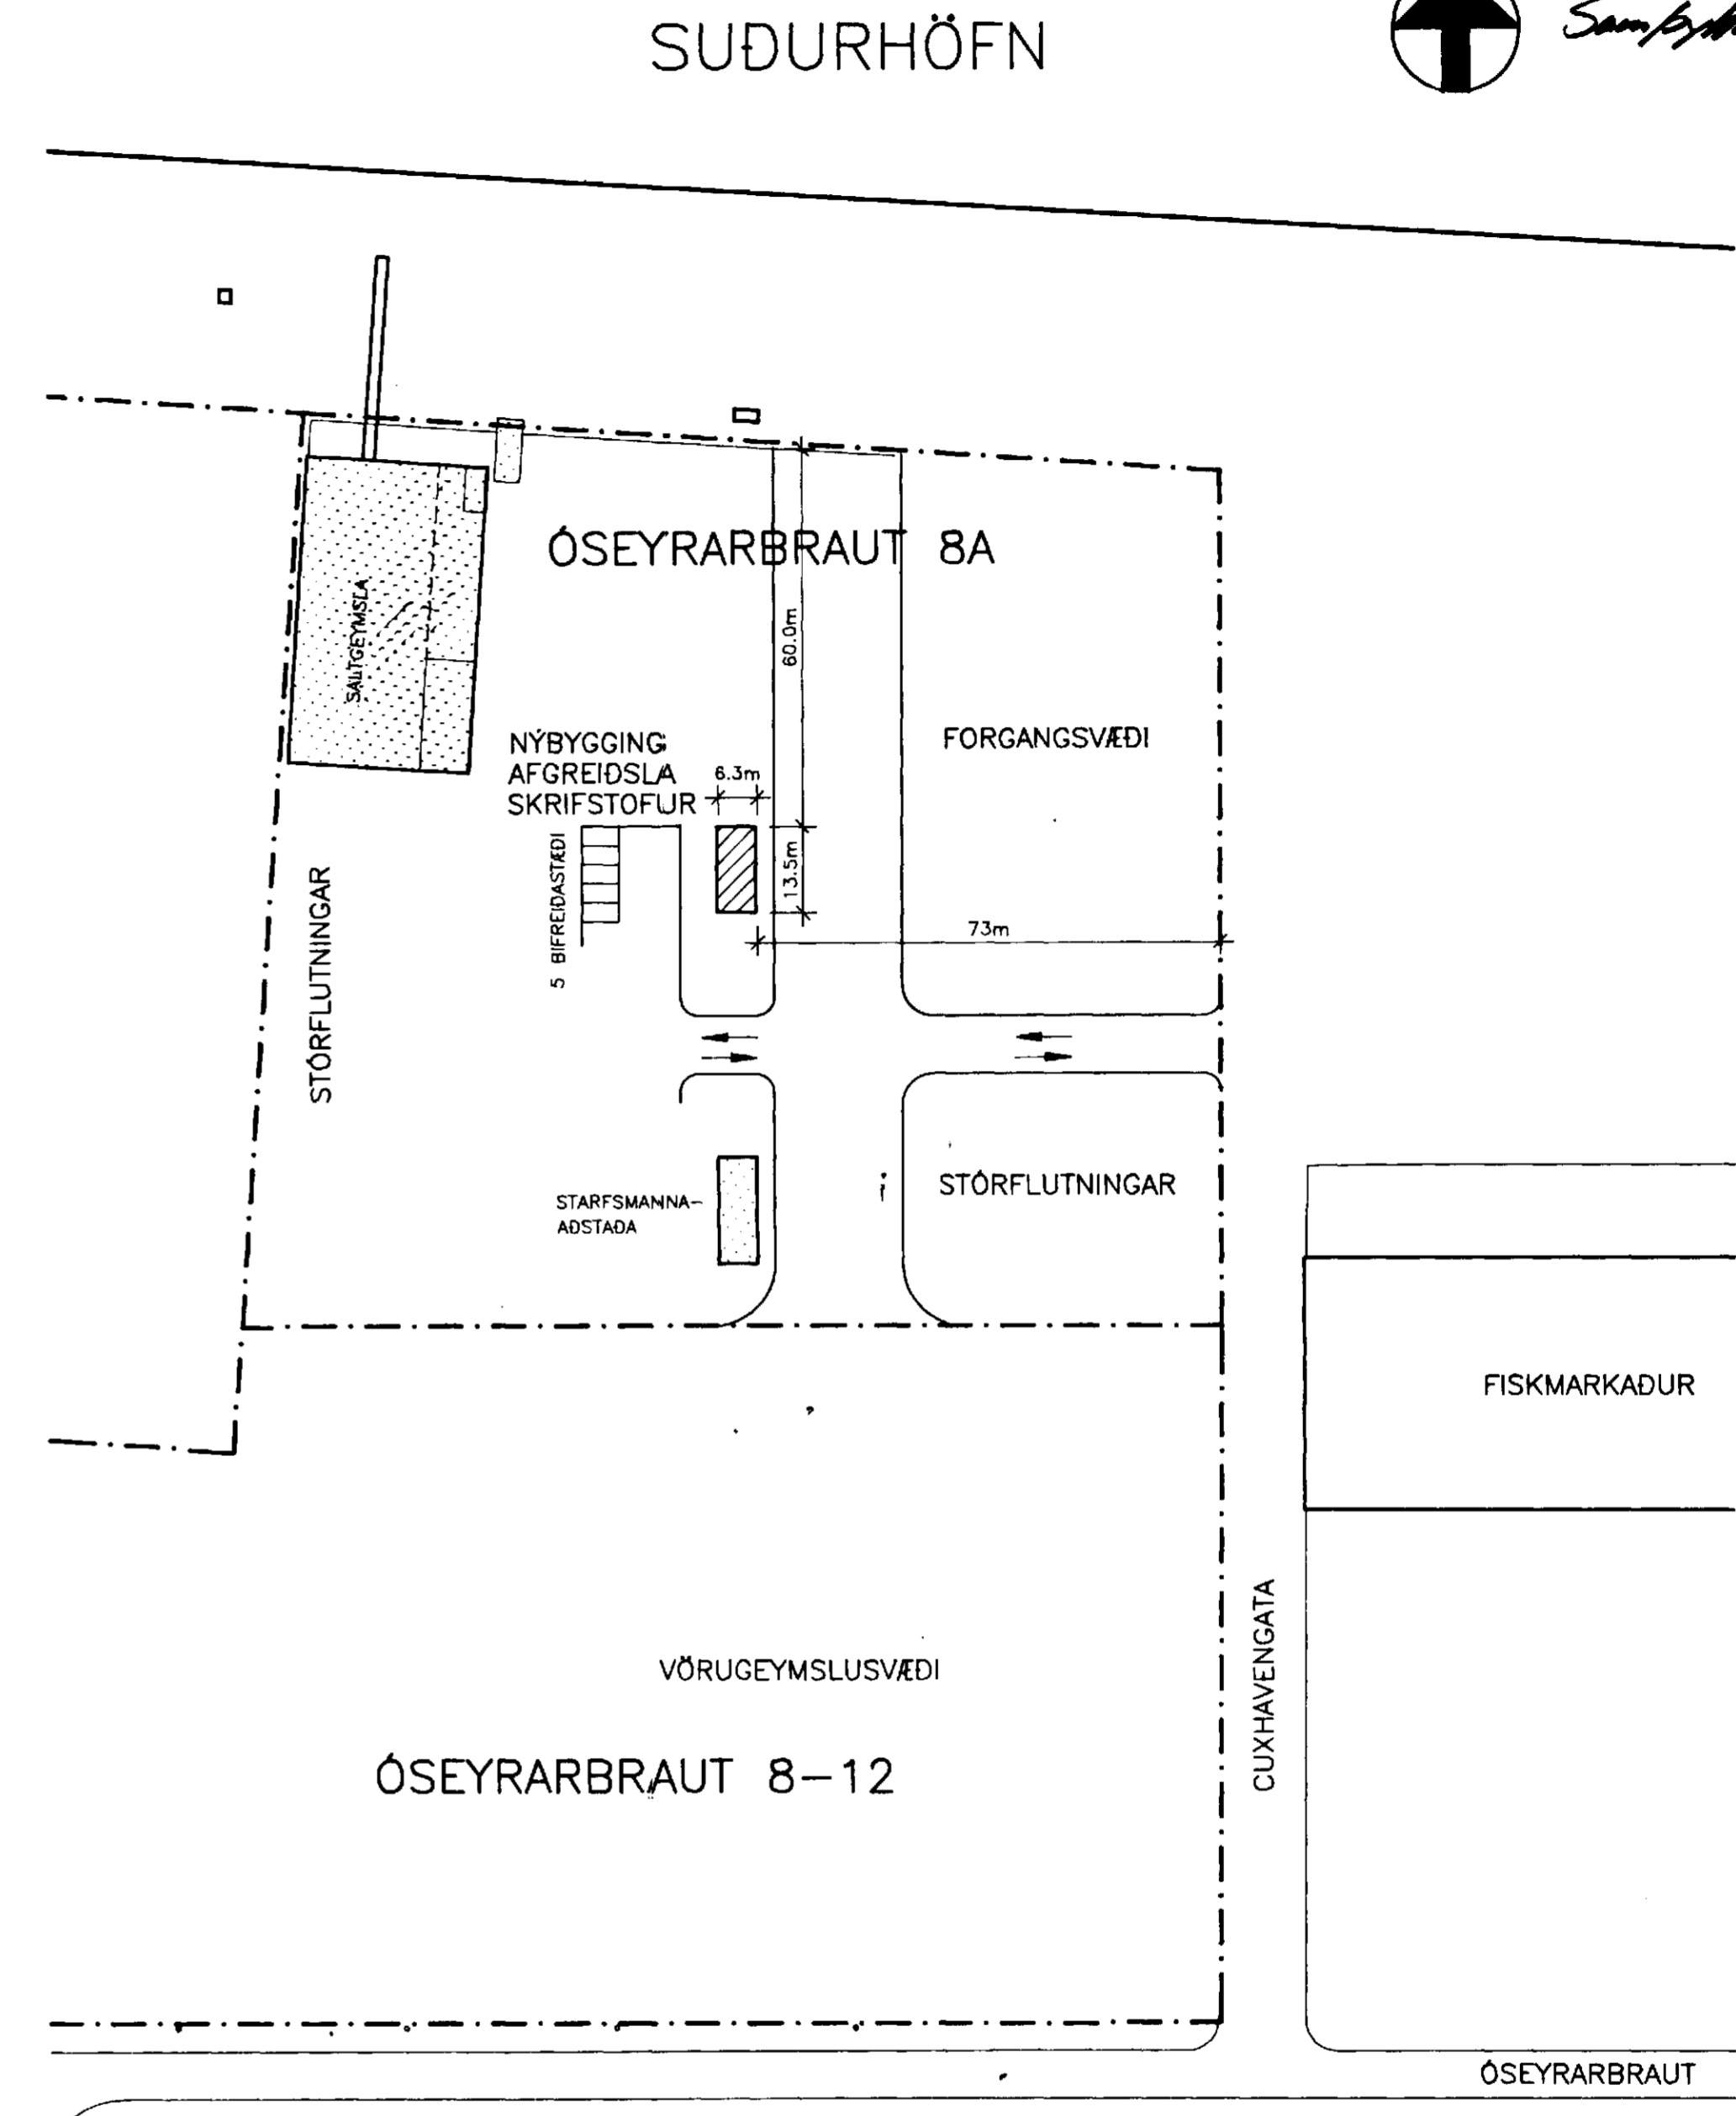 SUÐURHÖFN
ÓSEYRARBRAUT 8A
SALTGEYMSLA
60.0m
FORGANGSVÆÐI
NÝBYGGING
AFGREIÐSLA
SKRIFSTOFUR
6.3m
5 BIFREIÐASTÆÐI
13.5m
73m
STÓRFLUTNINGAR
STÓRFLUTNINGAR
STARFSMANNA-
AÐSTAÐA
FISKMARKAÐUR
CUXHAVENGATA
VÖRUGEYMSLUSVÆÐI
ÓSEYRARBRAUT 8-12
ÓSEYRARBRAUT